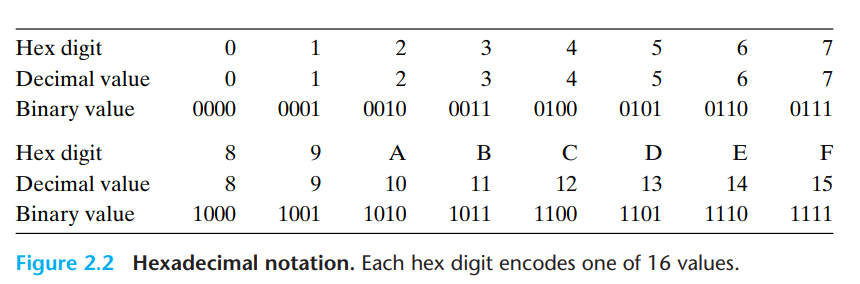 Hex digit 0 1 2 3 4 5 6 7
Decimal value 0 1 2 3 4 5 6 7
Binary value 0000 0001 0010 0011 0100 0101 0110 0111
Hex digit 8 9 A B C D E F
Decimal value 8 9 10 11 12 13 14 15
Binary value 1000 1001 1010 1011 1100 1101 1110 1111
Figure 2.2 Hexadecimal notation. Each hex digit encodes one of 16 values.